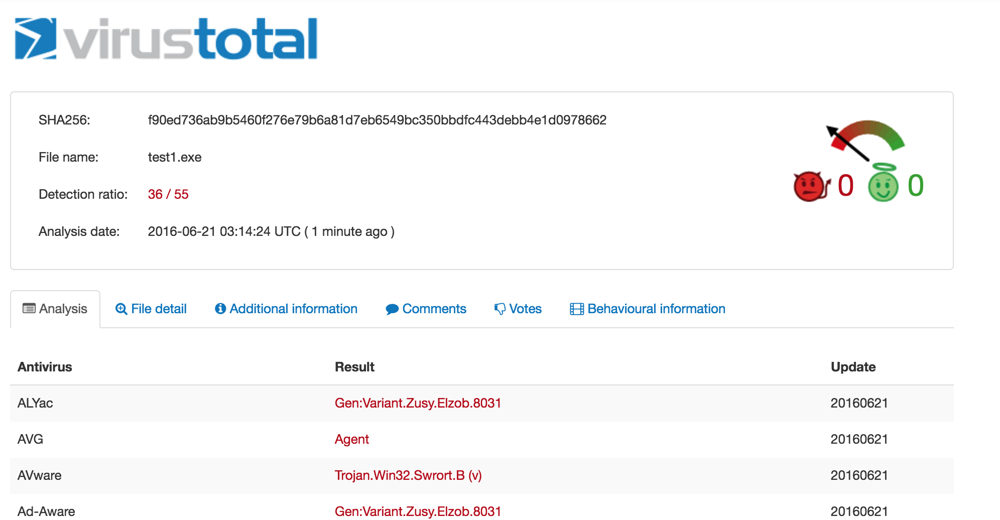 virustotal
SHA256: f90ed736ab9b5460f276e79b6a81d7eb6549bc350bbdfc443debb4e1d0978662
File name: test1.exe
Detection ratio: 36 / 55
Analysis date: 2016-06-21 03:14:24 UTC ( 1 minute ago )
0 0
Analysis File detail Additional information Comments Votes Behavioural information
Antivirus Result Update
ALYac Gen:Variant.Zusy.Elzob.8031 20160621
AVG Agent 20160621
AVware Trojan.Win32.Swrort.B (v) 20160621
Ad-Aware Gen:Variant.Zusy.Elzob.8031 20160621